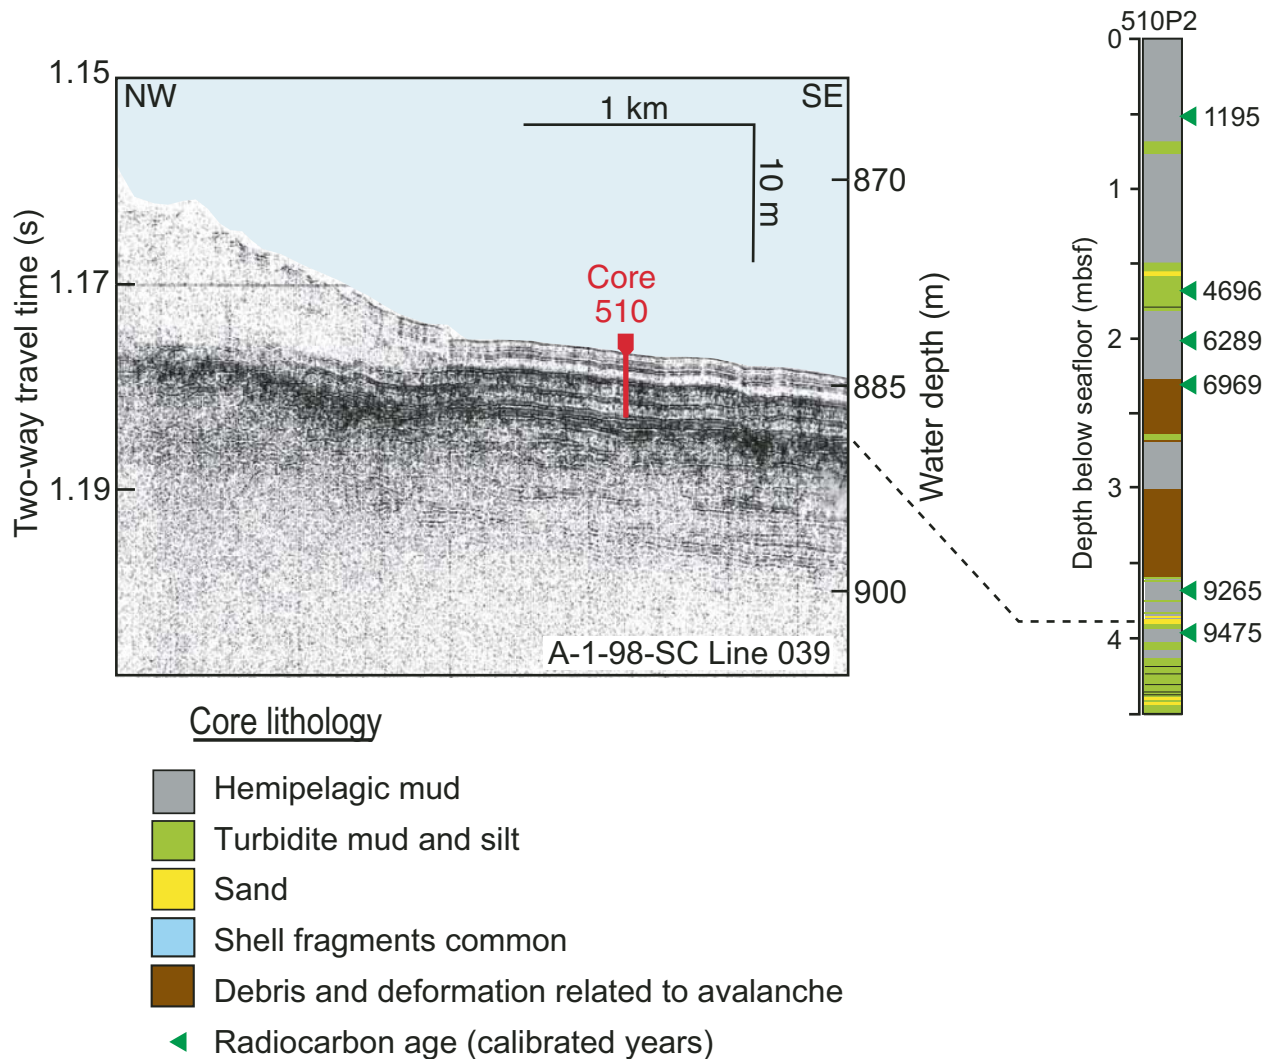 510P2
0
1.15
NW
SE
1 km
10 m
870
1195
1
Two-way travel time (s)
1.17
Core
510
Water depth (m)
Depth below seafloor (mbsf)
4696
2
6289
885
6969
1.19
3
900
9265
A-1-98-SC Line 039
4
9475
Core lithology
Hemipelagic mud
Turbidite mud and silt
Sand
Shell fragments common
Debris and deformation related to avalanche
Radiocarbon age (calibrated years)